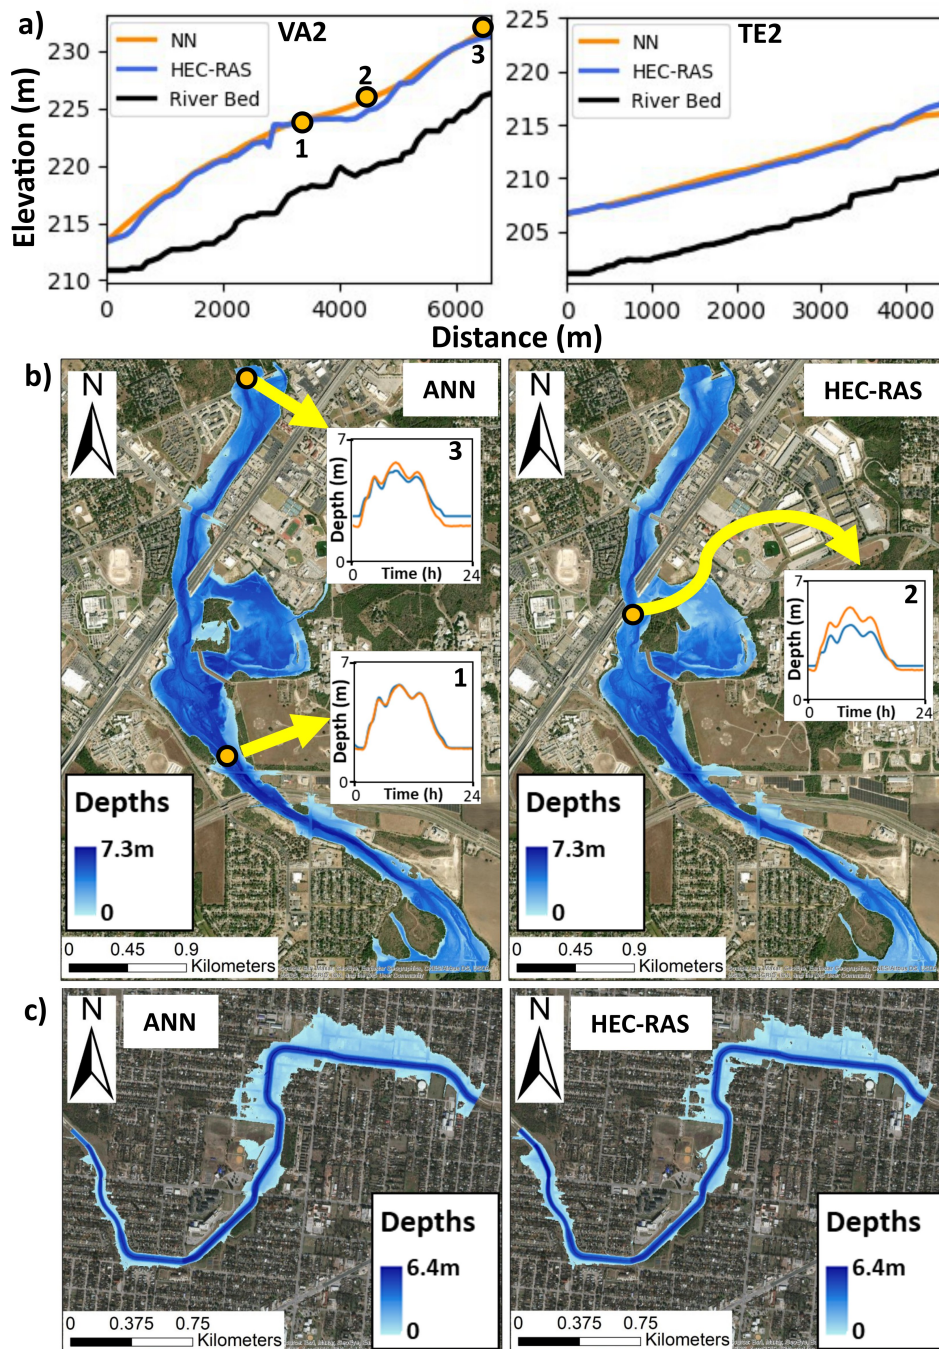 a)
VA2
NN
HEC-RAS
River Bed
1
2
3
230
225
220
215
210
0
2000
4000
6000
TE2
NN
HEC-RAS
River Bed
225
220
215
210
205
0
1000
2000
3000
4000
Elevation (m)
Distance (m)
b)
N
ANN
3
7
Depth (m)
0
0
24
Time (h)
1
7
Depth (m)
0
0
24
Time (h)
Depths
7.3m
0
0 0.45 0.9
Kilometers
N
HEC-RAS
2
7
Depth (m)
0
0
24
Time (h)
Depths
7.3m
0
0 0.45 0.9
Kilometers
c)
N
ANN
Depths
6.4m
0
0 0.375 0.75
Kilometers
N
HEC-RAS
Depths
6.4m
0
0 0.375 0.75
Kilometers